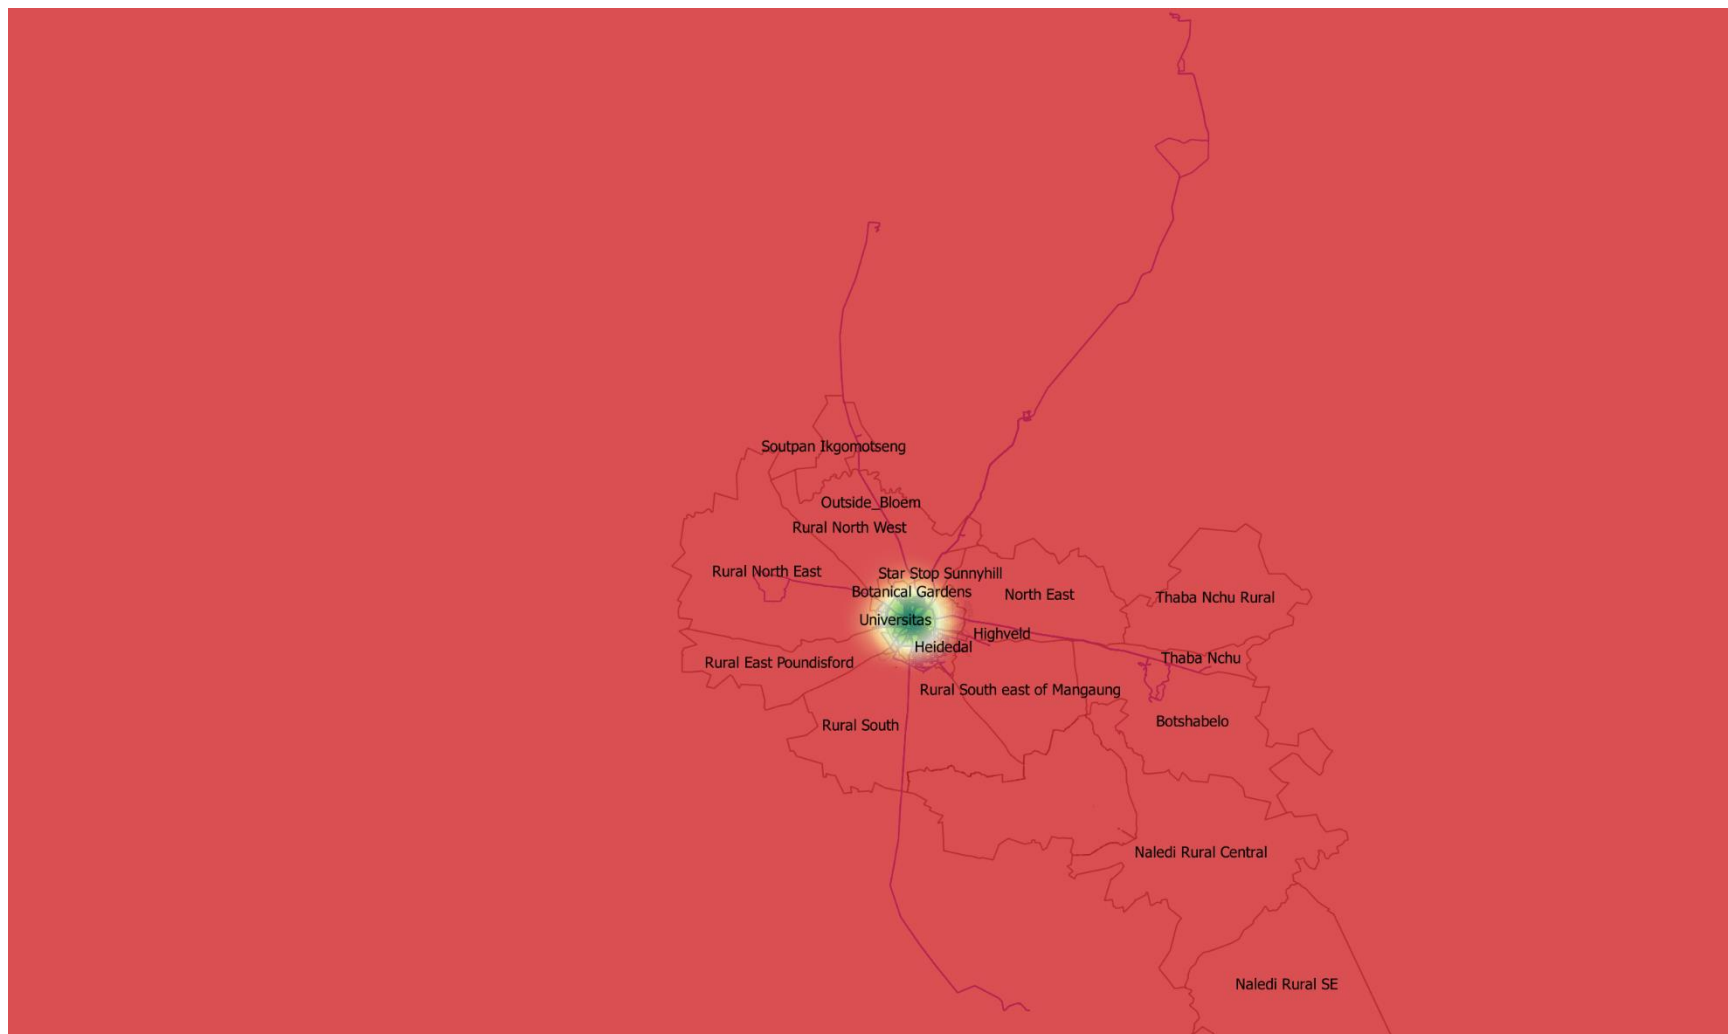 Soutpan Ikgomotseng
Outside_Bloem
Rural North West
Rural North East
Star Stop Sunnyhill
Botanical Gardens
North East
Thaba Nchu Rural
Universitas
Highveld
Heidedal
Rural East Poundisford
Thaba Nchu
Rural South east of Mangaung
Rural South
Botshabelo
Naledi Rural Central
Naledi Rural SE